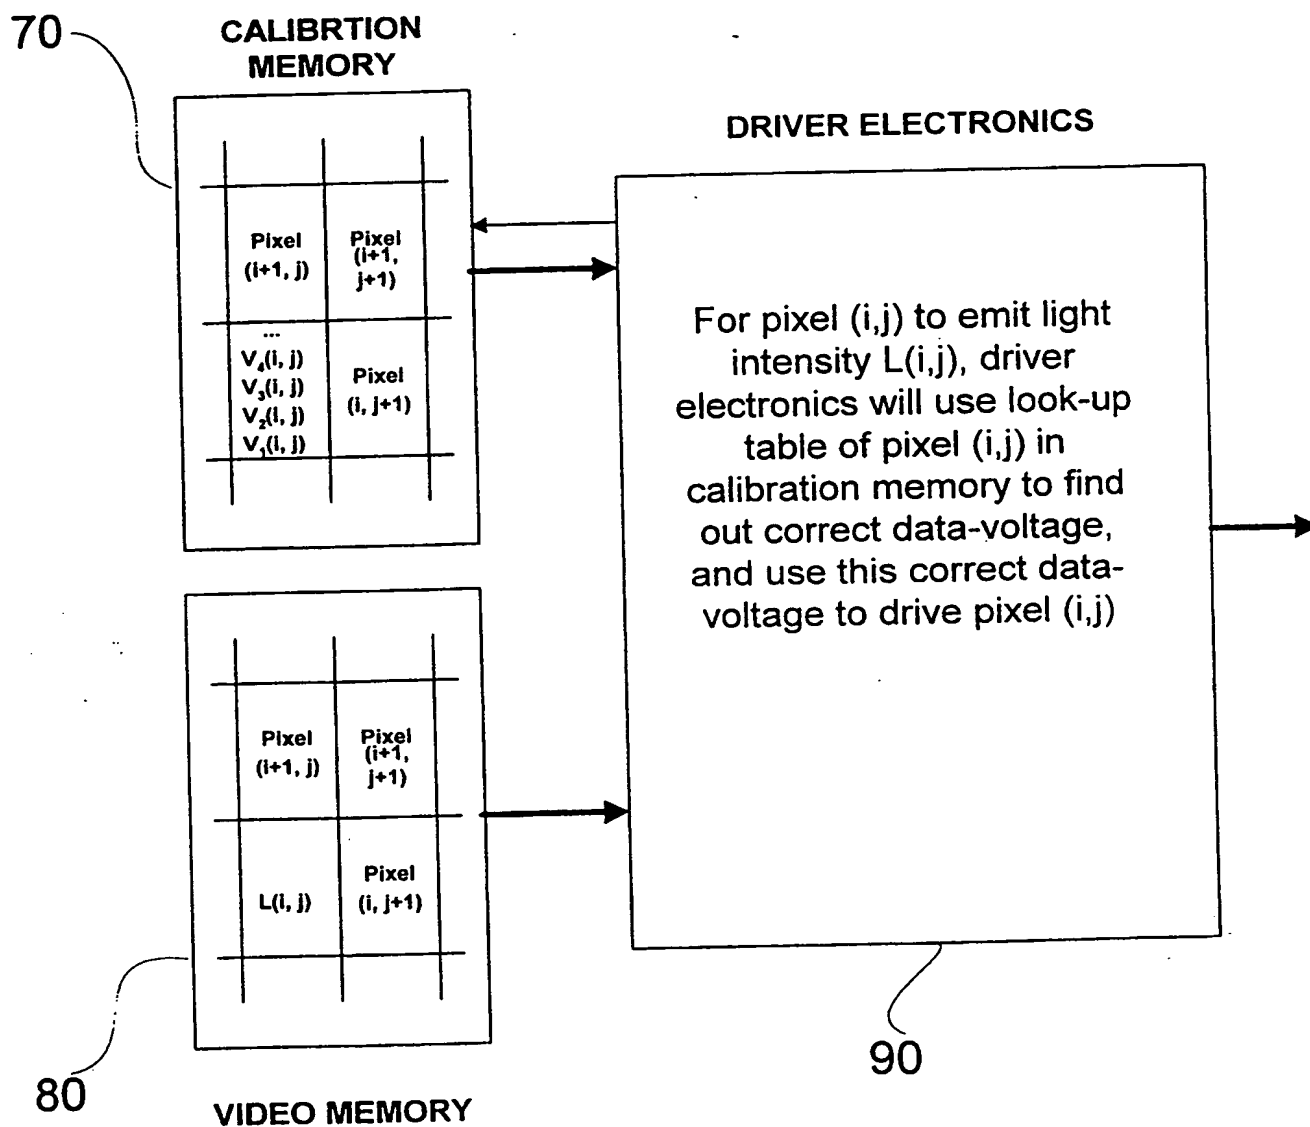 70
CALIBRTION
MEMORY
DRIVER ELECTRONICS
Pixel
(i+1, j)
Pixel
(i+1,
j+1)
...
V₄(i, j)
V₃(i, j)
V₂(i, j)
V₁(i, j)
Pixel
(i, j+1)
For pixel (i,j) to emit light
intensity L(i,j), driver
electronics will use look-up
table of pixel (i,j) in
calibration memory to find
out correct data-voltage,
and use this correct data-
voltage to drive pixel (i,j)
Pixel
(i+1, j)
Pixel
(i+1,
j+1)
L(i, j)
Pixel
(i, j+1)
80
90
VIDEO MEMORY